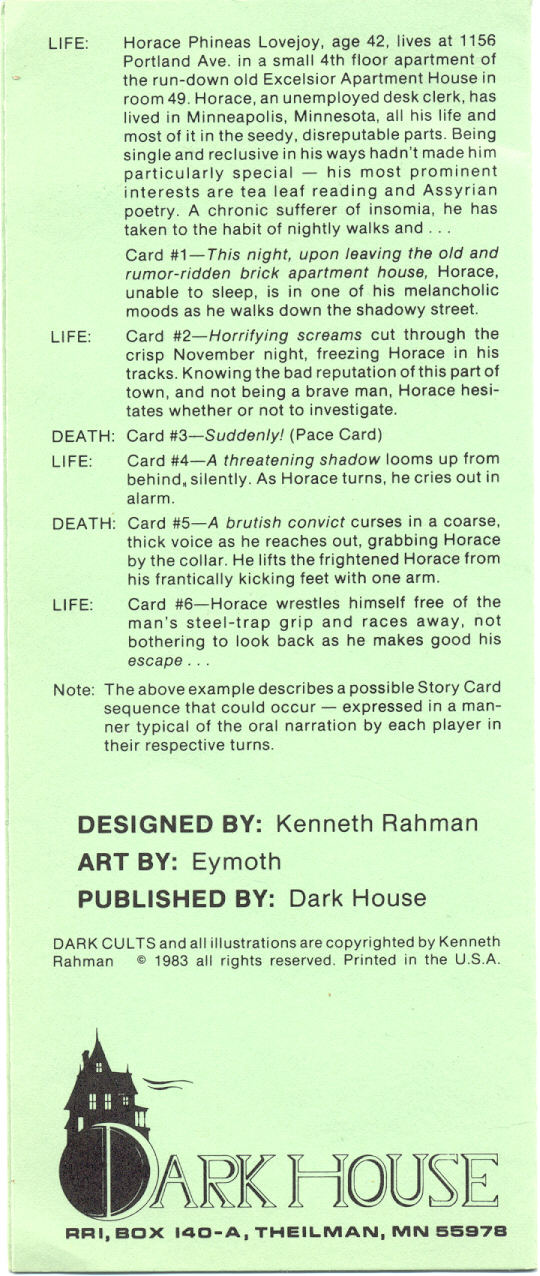 LIFE: Horace Phineas Lovejoy, age 42, lives at 1156
Portland Ave. in a small 4th floor apartment of
the run-down old Excelsior Apartment House in
room 49. Horace, an unemployed desk clerk, has
lived in Minneapolis, Minnesota, all his life and
most of it in the seedy, disreputable parts. Being
single and reclusive in his ways hadn't made him
particularly special — his most prominent
interests are tea leaf reading and Assyrian
poetry. A chronic sufferer of insomia, he has
taken to the habit of nightly walks and . . .
Card #1—This night, upon leaving the old and
rumor-ridden brick apartment house, Horace,
unable to sleep, is in one of his melancholic
moods as he walks down the shadowy street.
LIFE: Card #2—Horrifying screams cut through the
crisp November night, freezing Horace in his
tracks. Knowing the bad reputation of this part of
town, and not being a brave man, Horace hesi-
tates whether or not to investigate.
DEATH: Card #3—Suddenly! (Pace Card)
LIFE: Card #4—A threatening shadow looms up from
behind, silently. As Horace turns, he cries out in
alarm.
DEATH: Card #5—A brutish convict curses in a coarse,
thick voice as he reaches out, grabbing Horace
by the collar. He lifts the frightened Horace from
his frantically kicking feet with one arm.
LIFE: Card #6—Horace wrestles himself free of the
man's steel-trap grip and races away, not
bothering to look back as he makes good his
escape . . .
Note: The above example describes a possible Story Card
sequence that could occur — expressed in a man-
ner typical of the oral narration by each player in
their respective turns.
DESIGNED BY: Kenneth Rahman
ART BY: Eymoth
PUBLISHED BY: Dark House
DARK CULTS and all illustrations are copyrighted by Kenneth
Rahman © 1983 all rights reserved. Printed in the U.S.A.
DARK HOUSE
RR1, BOX 140-A, THEILMAN, MN 55978